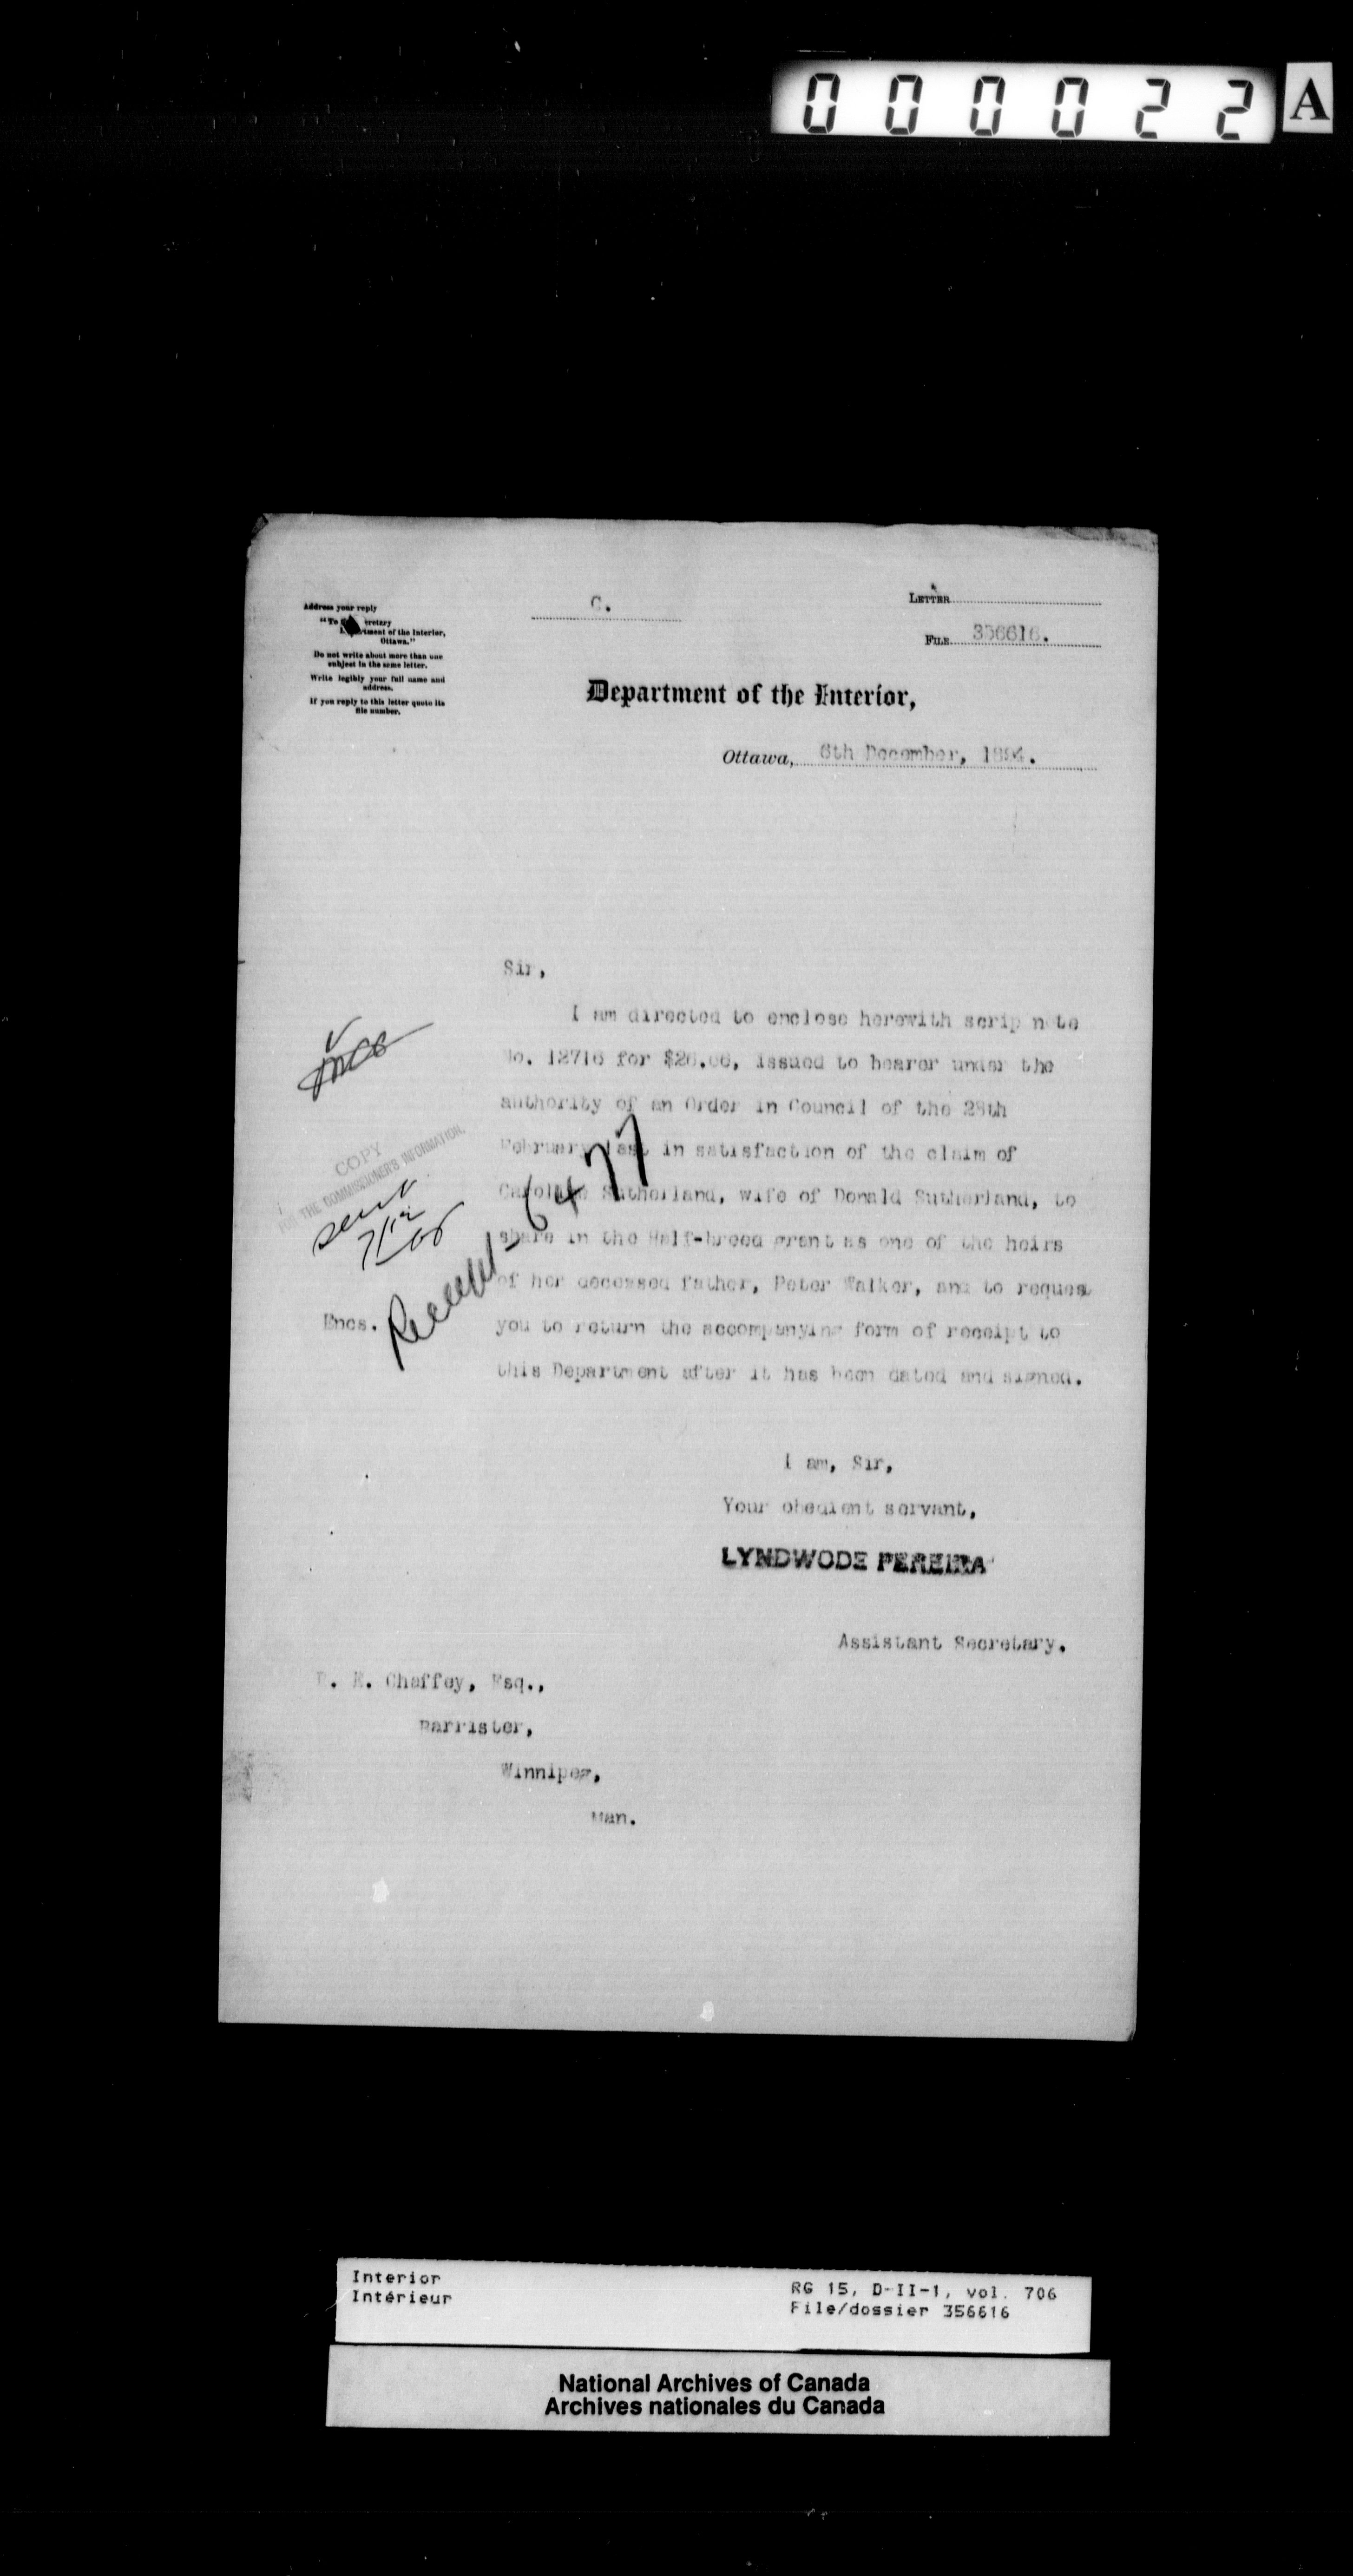 000022 A
Address your reply
"To
Department of the Interior,
Ottawa."
Do not write about more than one
subject in the same letter.
Write legibly your full name and
address.
If you reply to this letter quote its
file number.
C.
LETTER
FILE 356616.
Department of the Interior,
Ottawa, 6th December, 1894.
Sir,
I am directed to enclose herewith scrip note
No. 12716 for issued to bearer under the
authority of an Order in Council of the 28th
February last in satisfaction of the claim of
Caroline Sutherland, wife of Donald Sutherland, to
share in the Half-breed grant as one of the heirs
of her deceased father, Peter Walker, and to reques
you to return the accompanying form of receipt to
this Department after it has been dated and signed.
COPY
FOR THE COMMISSIONER'S INFORMATION.
Encs.
Receipt 6477
I am, Sir,
Your obedient servant,
LYNDWODE PEREIRA
Assistant Secretary.
Chaffey, Esq.,
Barrister,
Winnipeg,
Man.
Interior
Intérieur
RG 15, D-II-1, vol. 706
File/dossier 356616
National Archives of Canada
Archives nationales du Canada